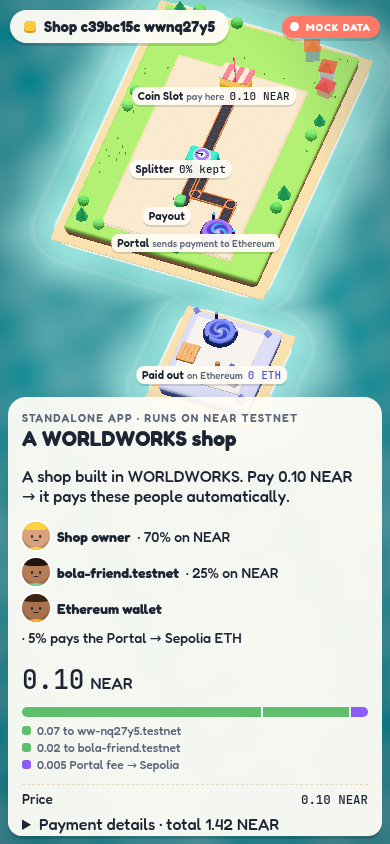 Shop c39bc15c wwnq27y5
MOCK DATA
Coin Slot pay here 0.10 NEAR
Splitter 0% kept
Payout
Portal sends payment to Ethereum
Paid out on Ethereum 0 ETH
STANDALONE APP · RUNS ON NEAR TESTNET
A WORLDWORKS shop
A shop built in WORLDWORKS. Pay 0.10 NEAR
→ it pays these people automatically.
Shop owner · 70% on NEAR
bola-friend.testnet · 25% on NEAR
Ethereum wallet
· 5% pays the Portal → Sepolia ETH
0.10 NEAR
0.07 to ww-nq27y5.testnet
0.02 to bola-friend.testnet
0.005 Portal fee → Sepolia
Price 0.10 NEAR
▶ Payment details · total 1.42 NEAR